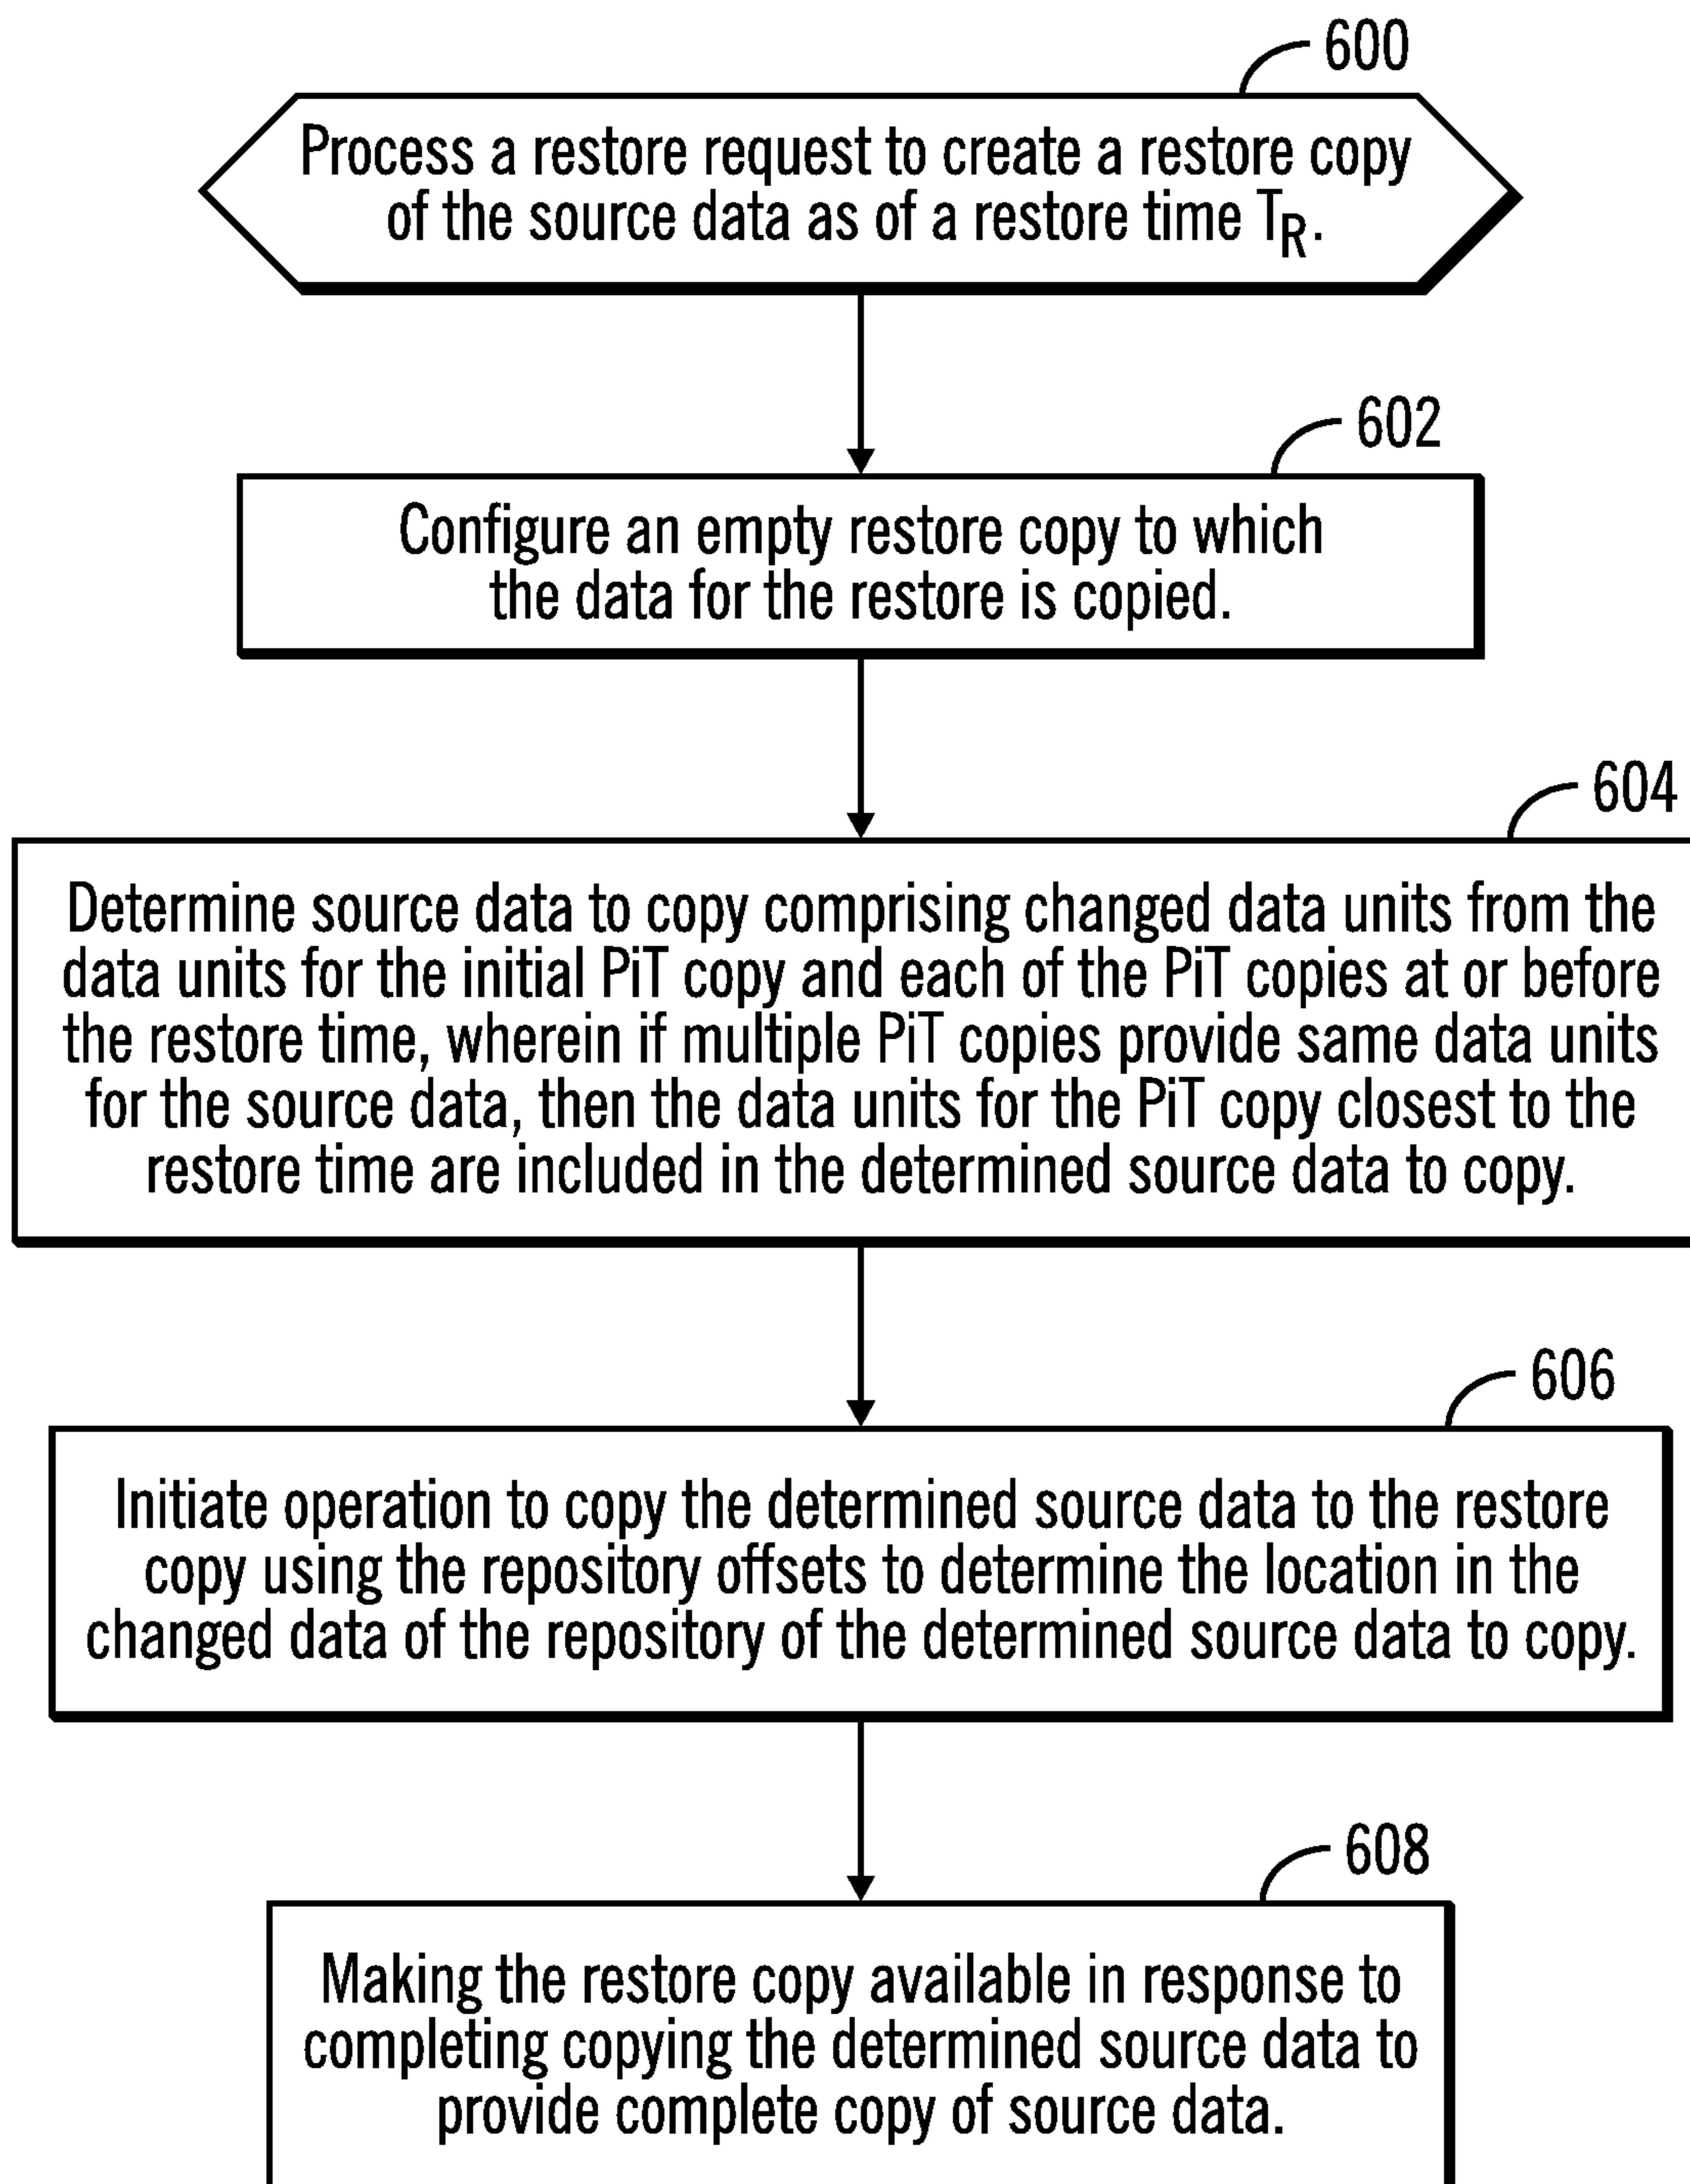 600
Process a restore request to create a restore copy
of the source data as of a restore time TR.
602
Configure an empty restore copy to which
the data for the restore is copied.
604
Determine source data to copy comprising changed data units from the
data units for the initial PiT copy and each of the PiT copies at or before
the restore time, wherein if multiple PiT copies provide same data units
for the source data, then the data units for the PiT copy closest to the
restore time are included in the determined source data to copy.
606
Initiate operation to copy the determined source data to the restore
copy using the repository offsets to determine the location in the
changed data of the repository of the determined source data to copy.
608
Making the restore copy available in response to
completing copying the determined source data to
provide complete copy of source data.